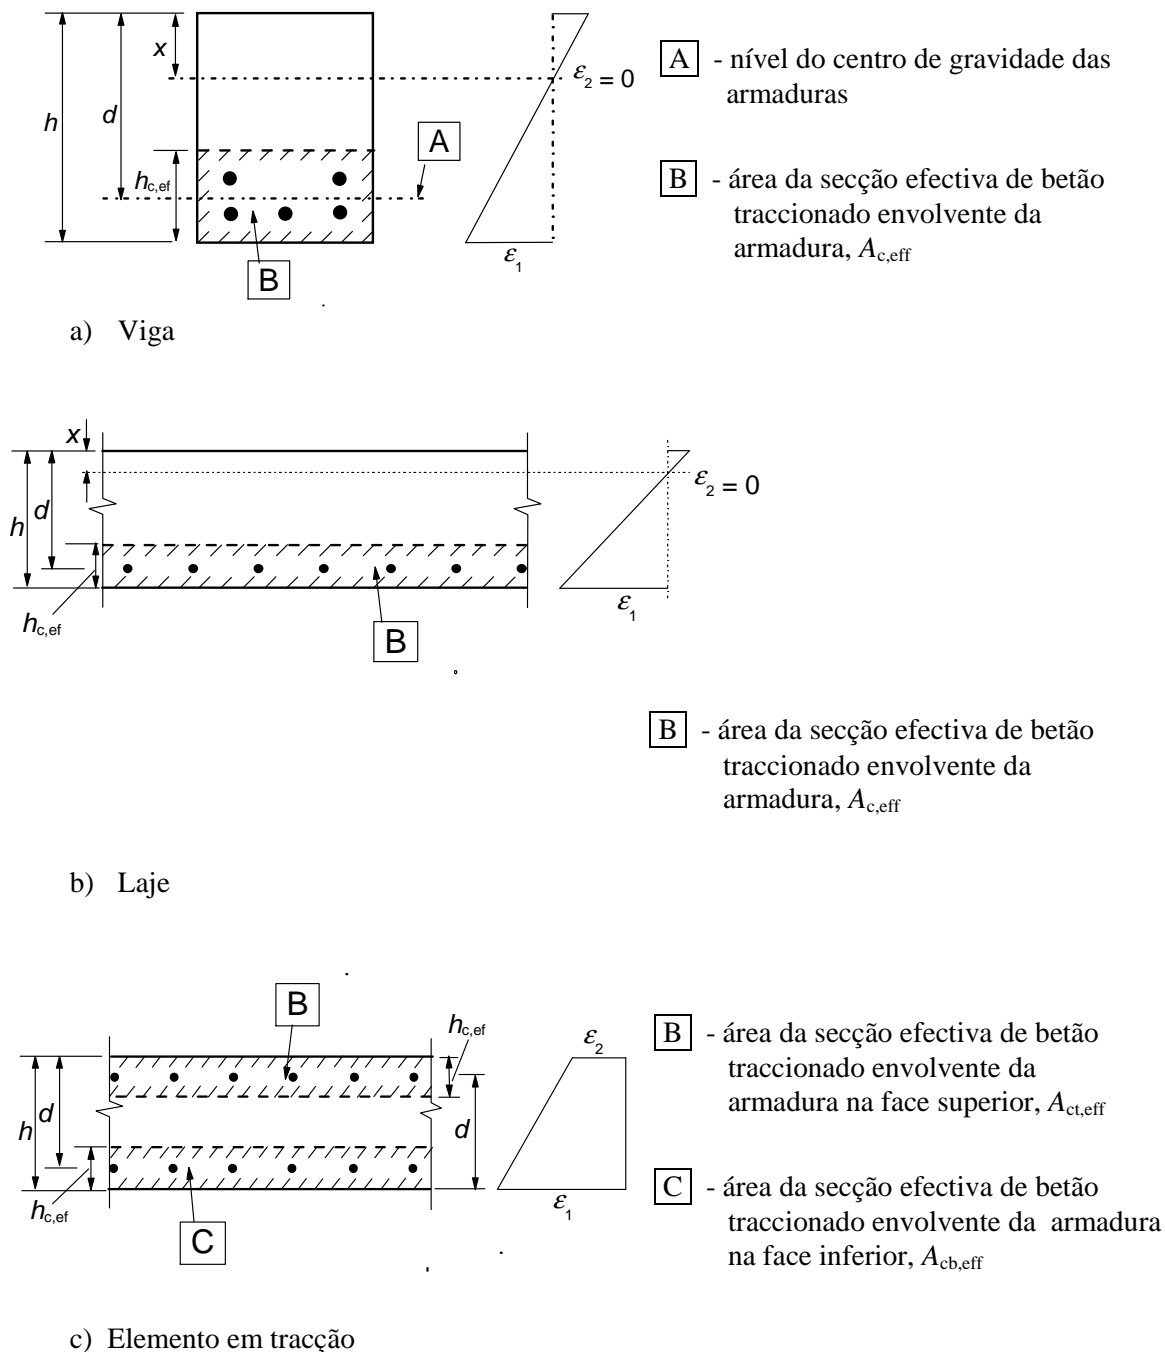 x
ε2 = 0
h
d
A
hc,ef
B
ε1
A - nível do centro de gravidade das
armaduras
B - área da secção efectiva de betão
traccionado envolvente da
armadura, Ac,eff
a) Viga
x
ε2 = 0
h
d
hc,ef
B
ε1
B - área da secção efectiva de betão
traccionado envolvente da
armadura, Ac,eff
b) Laje
B
hc,ef
ε2
h
d
d
hc,ef
C
ε1
B - área da secção efectiva de betão
traccionado envolvente da
armadura na face superior, Act,eff
C - área da secção efectiva de betão
traccionado envolvente da armadura
na face inferior, Acb,eff
c) Elemento em tracção